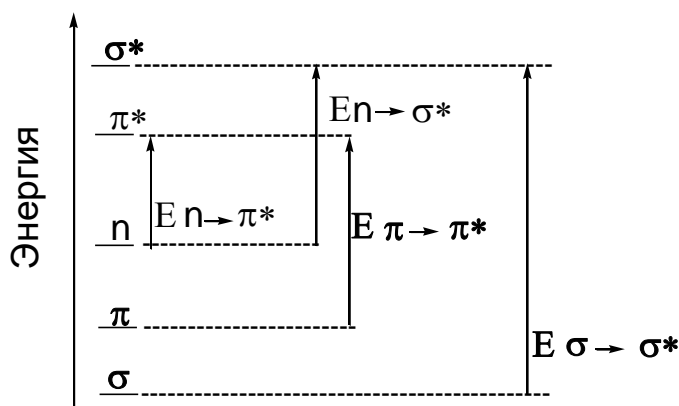 σ*
En→ σ*
π*
E n→ π*
n
E π→ π*
π
E σ→ σ*
σ
Энергия